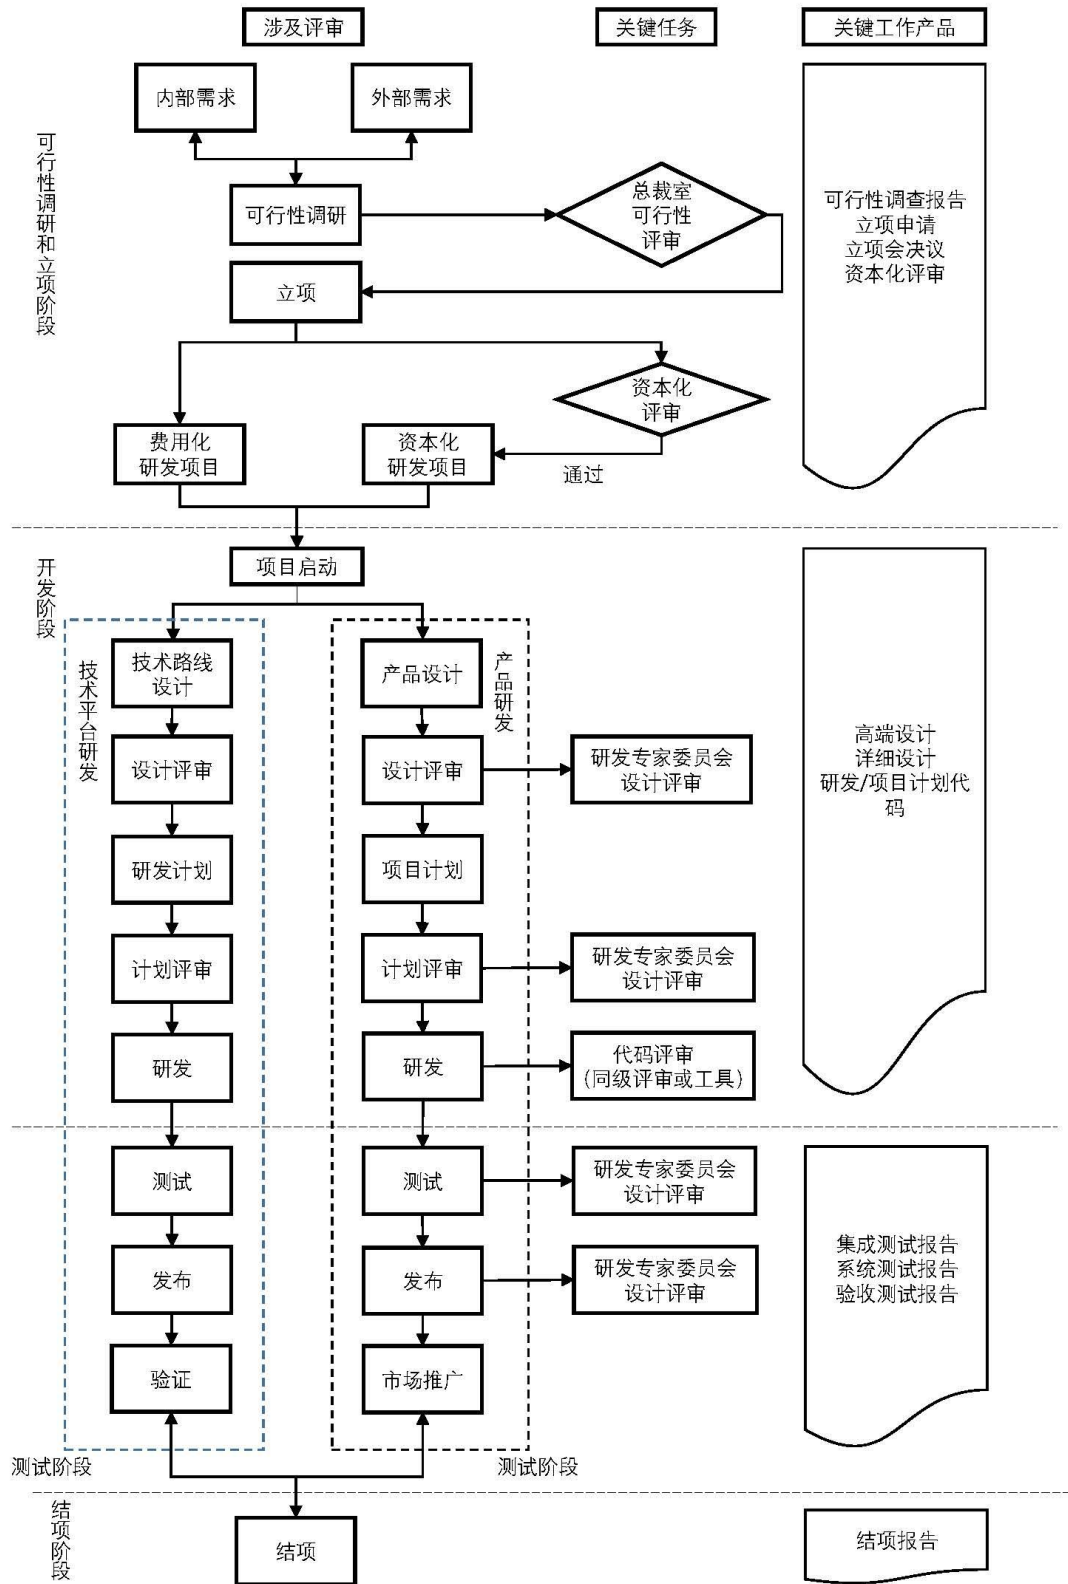 涉及评审
关键任务
关键工作产品
内部需求
外部需求
可行性调研和立项阶段
可行性调研
总裁室
可行性
评审
可行性调查报告
立项申请
立项会决议
资本化评审
立项
资本化
评审
费用化
研发项目
资本化
研发项目
通过
开发阶段
项目启动
技术平台研发
技术路线
设计
产品设计
产品研发
设计评审
设计评审
研发专家委员会
设计评审
高端设计
详细设计
研发/项目计划代
码
研发计划
项目计划
计划评审
计划评审
研发专家委员会
设计评审
研发
研发
代码评审
(同级评审或工具)
测试
测试
研发专家委员会
设计评审
集成测试报告
系统测试报告
验收测试报告
发布
发布
研发专家委员会
设计评审
验证
市场推广
测试阶段
测试阶段
结项阶段
结项
结项报告